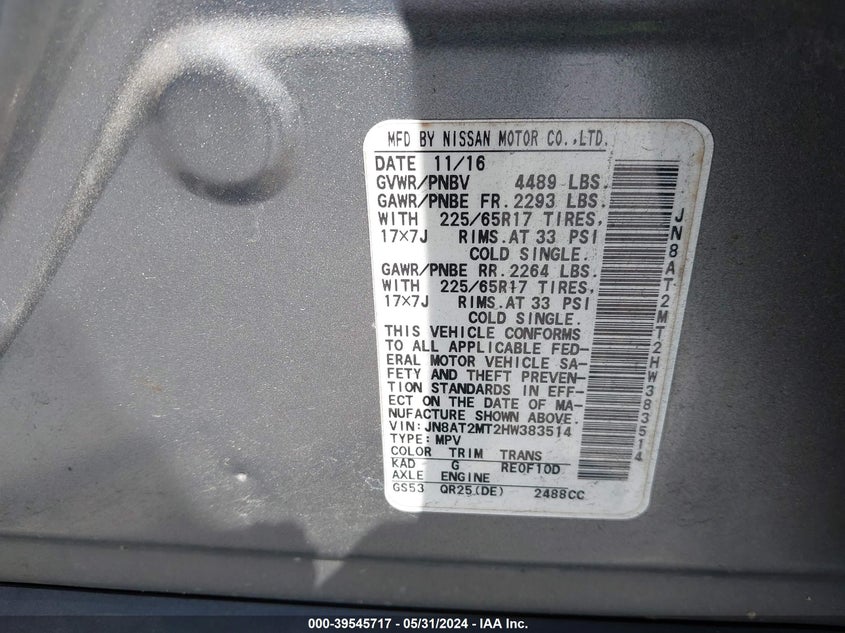 MFD BY NISSAN MOTOR CO.,LTD.
DATE 11/16
GVWR/PNBV 4489 LBS.
GAWR/PNBE FR.2293 LBS.
WITH 225/65R17 TIRES,
17×7J RIMS.AT 33 PSI
COLD SINGLE.
GAWR/PNBE RR.2264 LBS.
WITH 225/65R17 TIRES,
17×7J RIMS.AT 33 PSI
COLD SINGLE.
THIS VEHICLE CONFORMS
TO ALL APPLICABLE FED-
ERAL MOTOR VEHICLE SA-
FETY AND THEFT PREVEN-
TION STANDARDS IN EFF-
ECT ON THE DATE OF MA-
NUFACTURE SHOWN ABOVE.
VIN:JN8AT2MT2HW383514
TYPE:MPV
COLOR TRIM TRANS
KAD G RE0F10D
AXLE ENGINE
GS53 QR25(DE) 2488CC
JN8AT2MT2HW383514
000-39545717 - 05/31/2024 - IAA Inc.